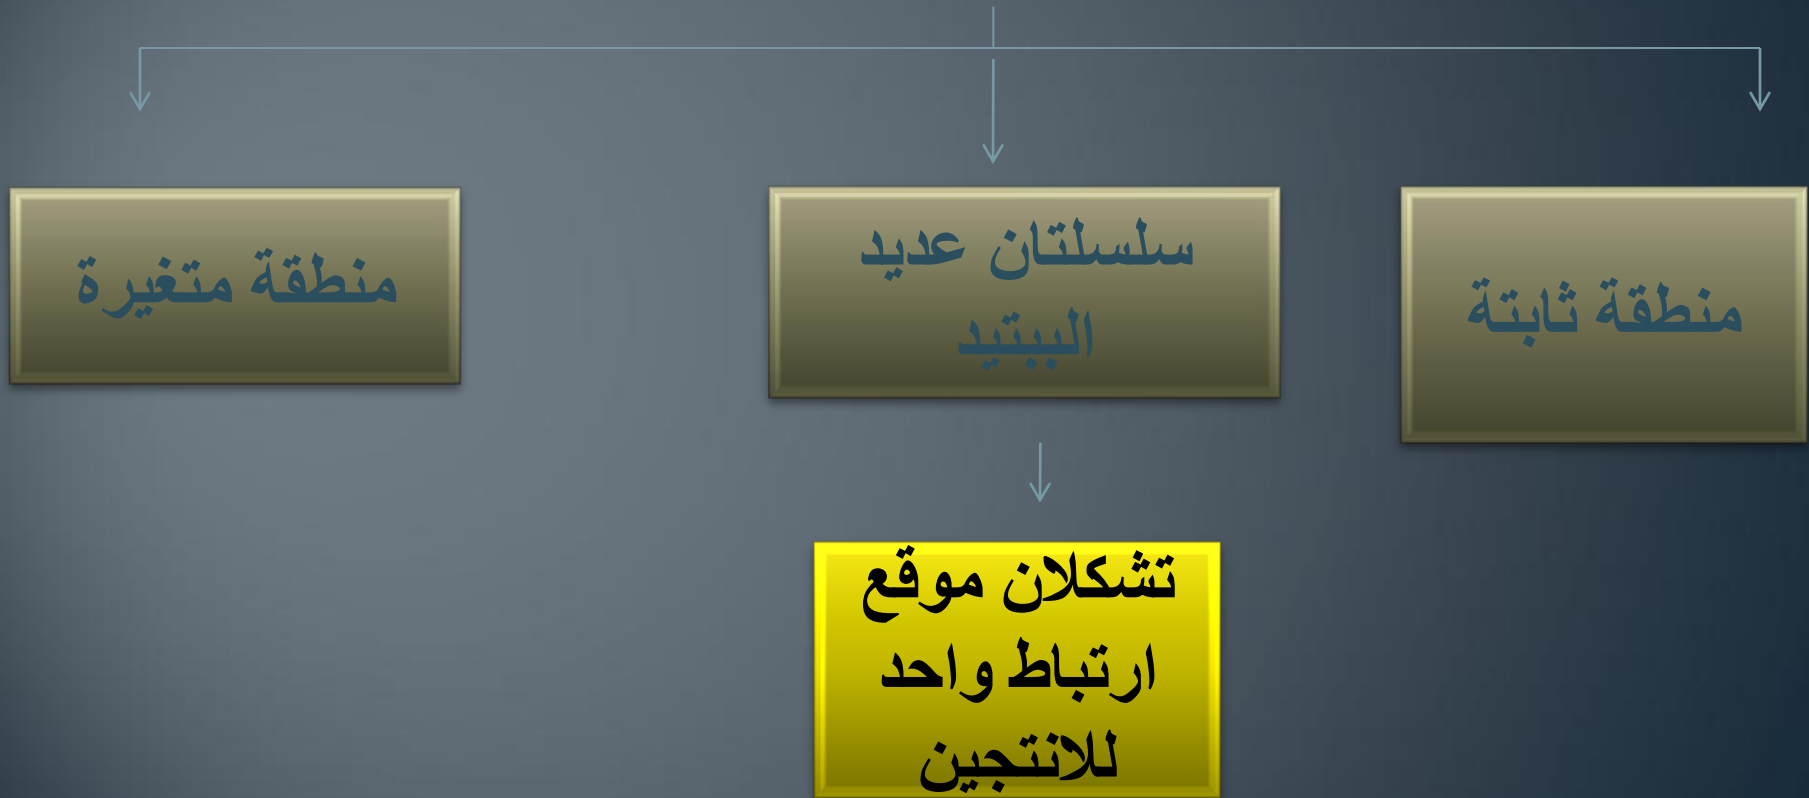 منطقة ثابتة
سلسلتان عديد
الببتيد
منطقة متغيرة
تشكلان موقع
ارتباط واحد
للانتجين